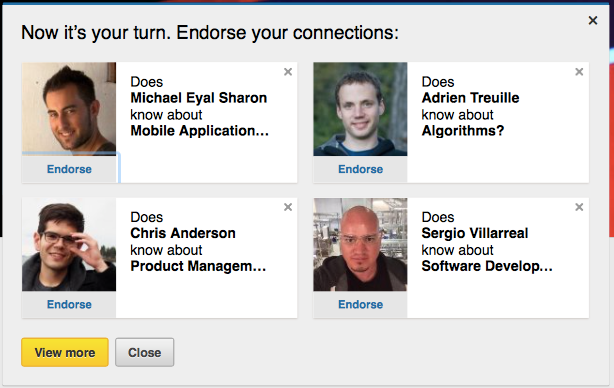 Now it's your turn. Endorse your connections:
Does
Michael Eyal Sharon
know about
Mobile Application…
Endorse
Does
Adrien Treuille
know about
Algorithms?
Endorse
Does
Chris Anderson
know about
Product Managem…
Endorse
Does
Sergio Villarreal
know about
Software Develop…
Endorse
View more
Close